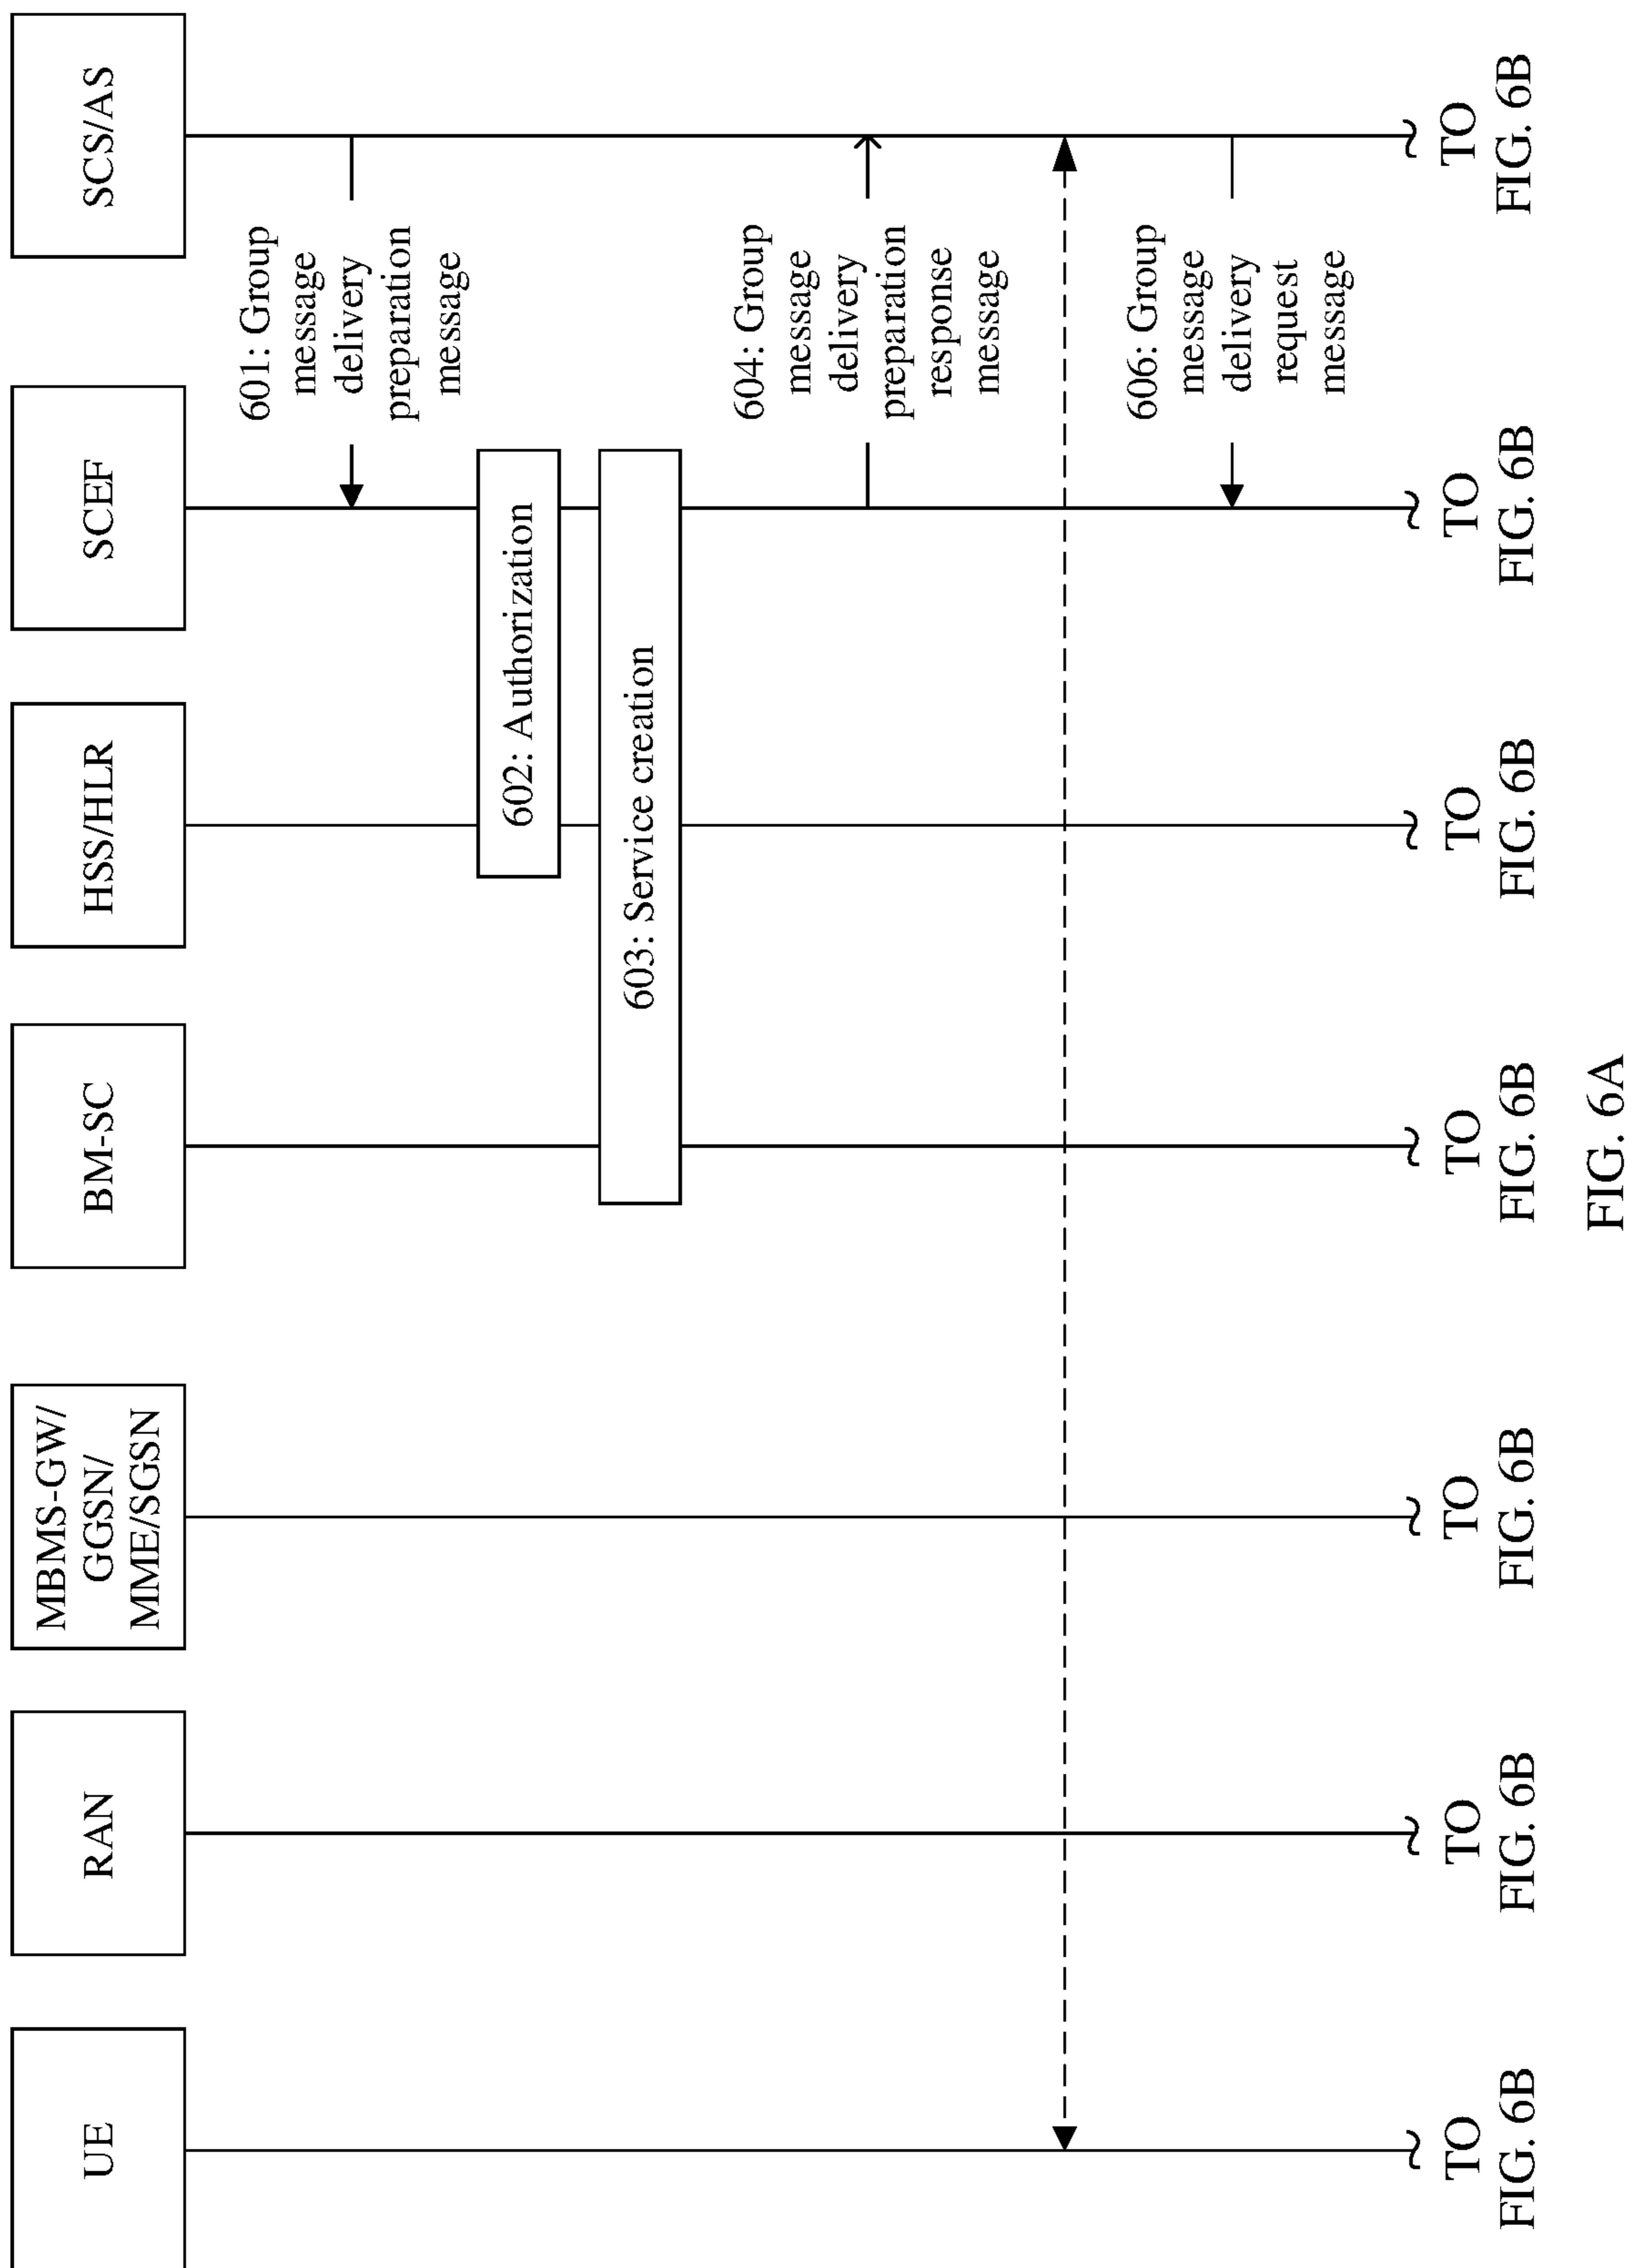 UE
RAN
MBMS-GW/
GGSN/
MME/SGSN
BM-SC
HSS/HLR
SCEF
SCS/AS
601: Group
message
delivery
preparation
message
602: Authorization
603: Service creation
604: Group
message
delivery
preparation
response
message
606: Group
message
delivery
request
message
TO
FIG. 6B
TO
FIG. 6B
TO
FIG. 6B
TO
FIG. 6B
TO
FIG. 6B
TO
FIG. 6B
TO
FIG. 6B
FIG. 6A